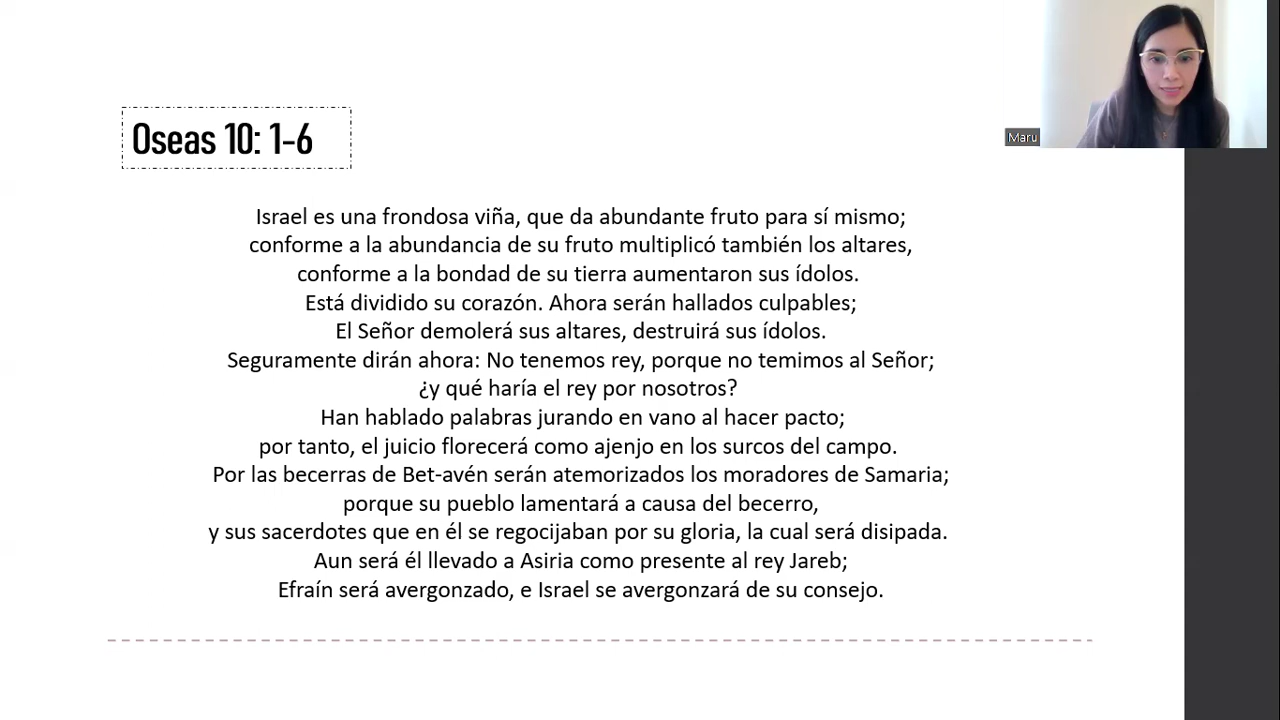 Maru
Oseas 10: 1-6
Israel es una frondosa viña, que da abundante fruto para sí mismo;
conforme a la abundancia de su fruto multiplicó también los altares,
conforme a la bondad de su tierra aumentaron sus ídolos.
Está dividido su corazón. Ahora serán hallados culpables;
El Señor demolerá sus altares, destruirá sus ídolos.
Seguramente dirán ahora: No tenemos rey, porque no temimos al Señor;
¿y qué haría el rey por nosotros?
Han hablado palabras jurando en vano al hacer pacto;
por tanto, el juicio florecerá como ajenjo en los surcos del campo.
Por las becerras de Bet-avén serán atemorizados los moradores de Samaria;
porque su pueblo lamentará a causa del becerro,
y sus sacerdotes que en él se regocijaban por su gloria, la cual será disipada.
Aun será él llevado a Asiria como presente al rey Jareb;
Efraín será avergonzado, e Israel se avergonzará de su consejo.